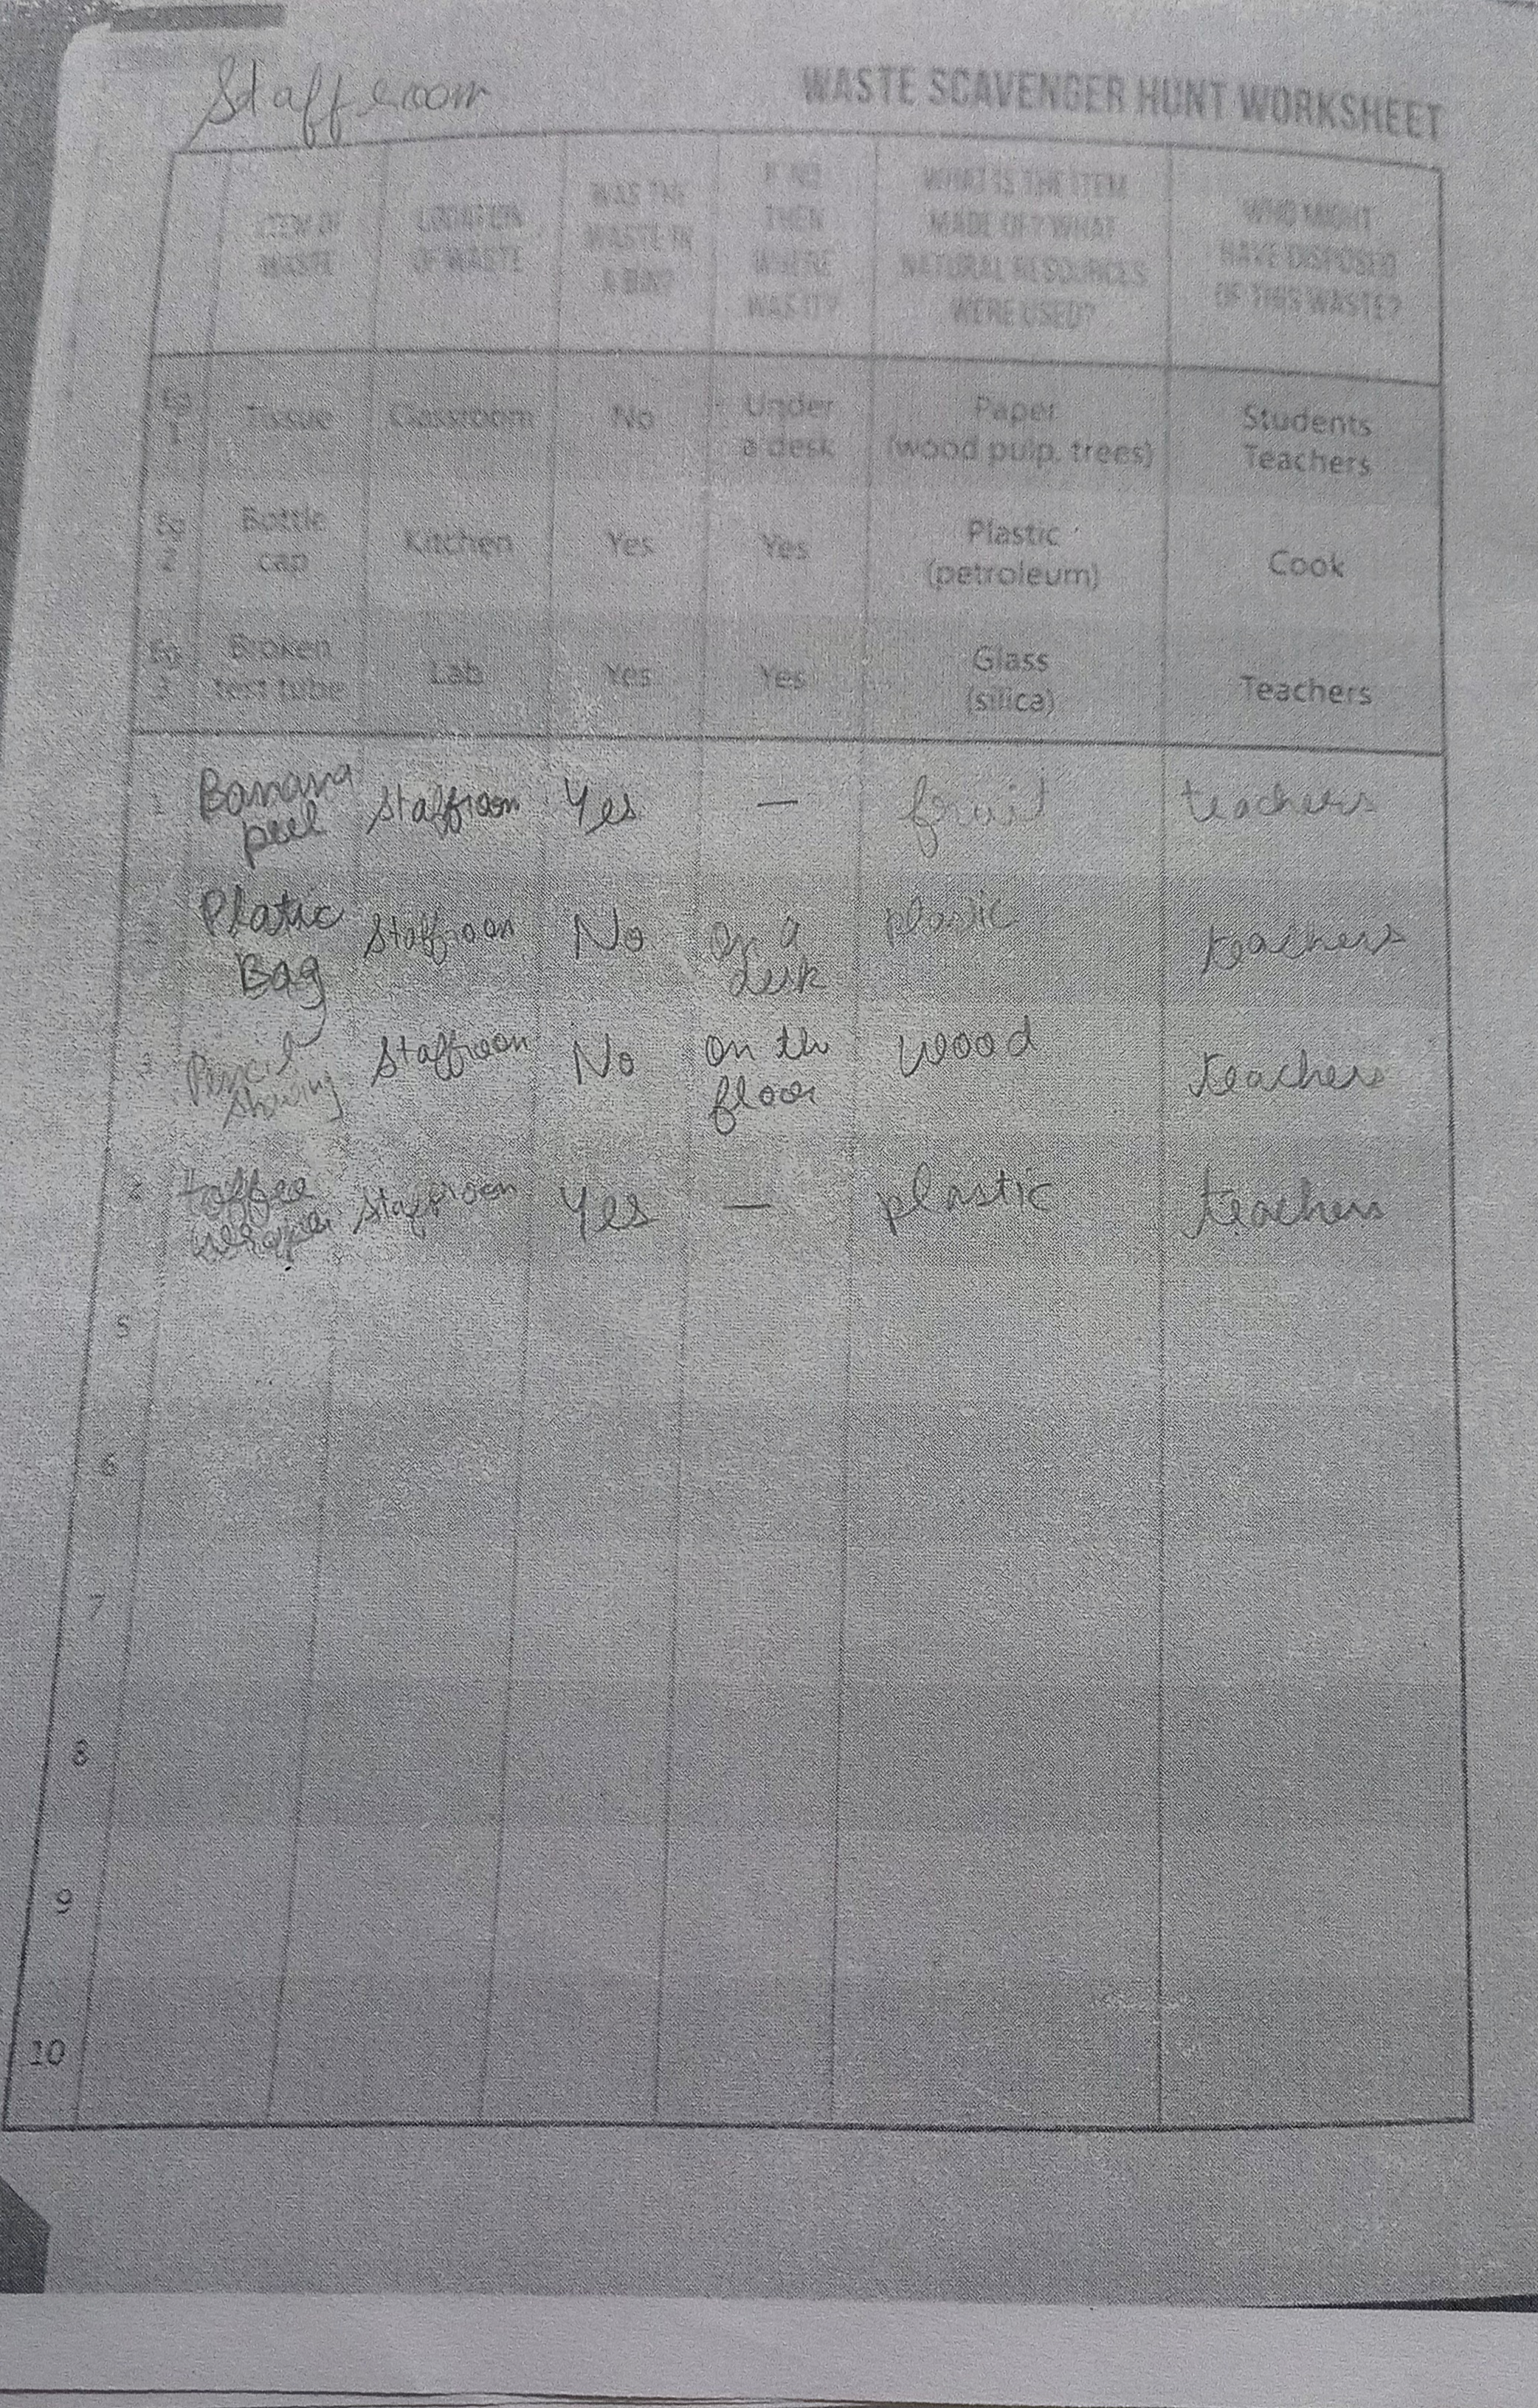 Staffroom
WASTE SCAVENGER HUNT WORKSHEET
ITEM OF WASTE LOCATION OF WASTE WAS THE WASTE IN A BIN? IF NO THEN WHERE WAS IT? WHAT IS THE ITEM MADE OF? WHAT NATURAL RESOURCES WERE USED? WHO MIGHT HAVE DISPOSED OF THIS WASTE?
Eg 1 Tissue Classroom No Under a desk Paper (wood pulp, trees) Students Teachers
Eg 2 Bottle cap Kitchen Yes Yes Plastic (petroleum) Cook
Eg 3 Broken test tube Lab Yes Yes Glass (silica) Teachers
1 Banana peel staffroom Yes — fruit teachers
2 Platic Bag staffroom No On a desk plastic teachers
3 Pencil staffroom No on the floor wood teachers
toffee staffroom Yes — plastic teachers
5
6
7
8
9
10